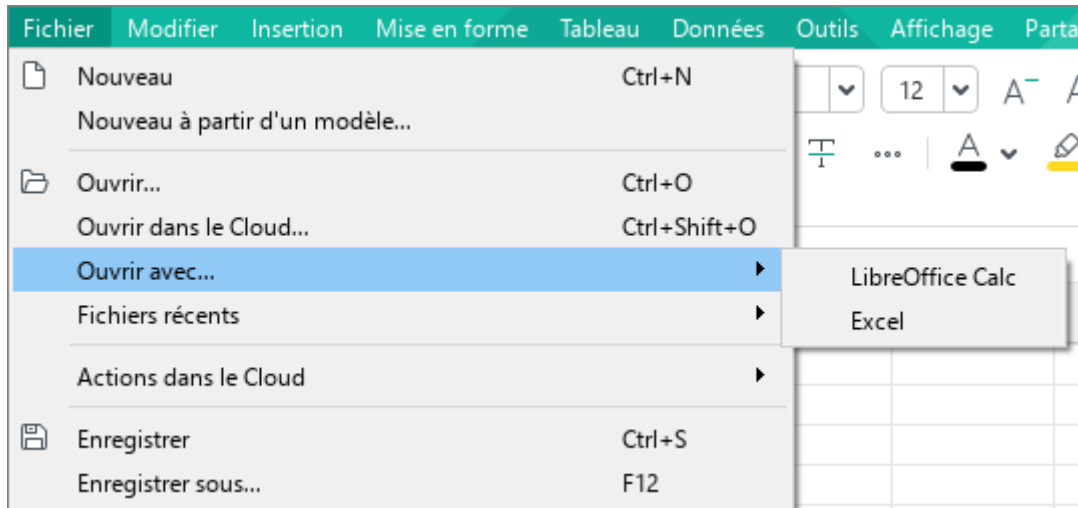 Fichier Modifier Insertion Mise en forme Tableau Données Outils Affichage
Nouveau Ctrl+N
12 A
Nouveau à partir d'un modèle...
A
Ouvrir... Ctrl+O
Ouvrir dans le Cloud... Ctrl+Shift+O
Ouvrir avec...
LibreOffice Calc
Fichiers récents
Excel
Actions dans le Cloud
Enregistrer Ctrl+S
Enregistrer sous... F12